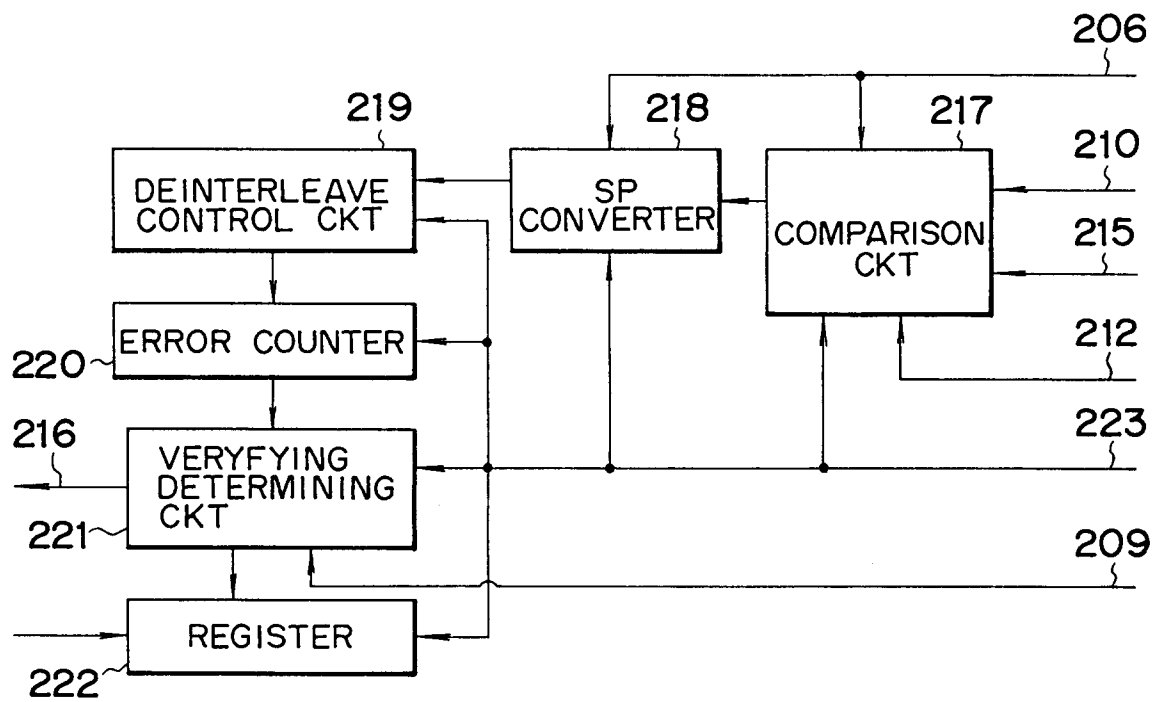 206
219
218
217
210
DEINTERLEAVE
CONTROL CKT
SP
CONVERTER
COMPARISON
CKT
215
ERROR COUNTER
220
212
216
VERYFYING
DETERMINING
CKT
223
221
209
REGISTER
222